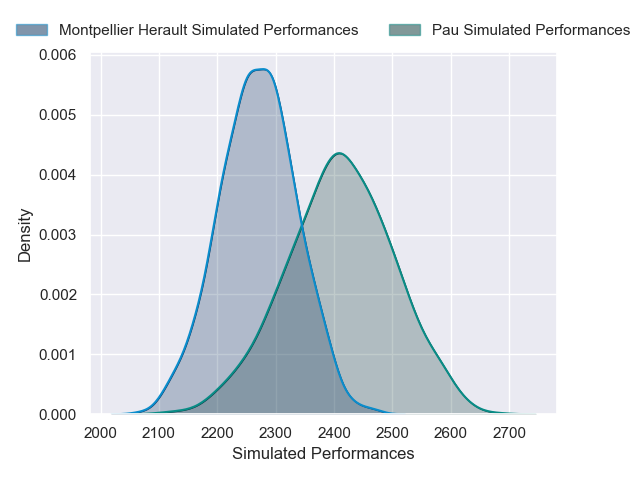 Montpellier Herault Simulated Performances Pau Simulated Performances
0.006
0.005
0.004
0.003
0.002
0.001
0.000
Density
2000 2100 2200 2300 2400 2500 2600 2700
Simulated Performances